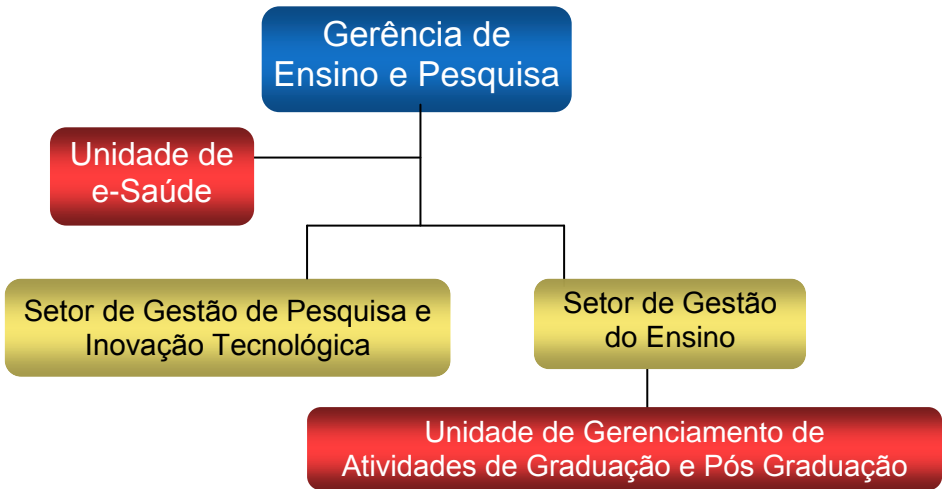 Gerência de
Ensino e Pesquisa
Unidade de
e-Saúde
Setor de Gestão de Pesquisa e
Inovação Tecnológica
Setor de Gestão
do Ensino
Unidade de Gerenciamento de
Atividades de Graduação e Pós Graduação